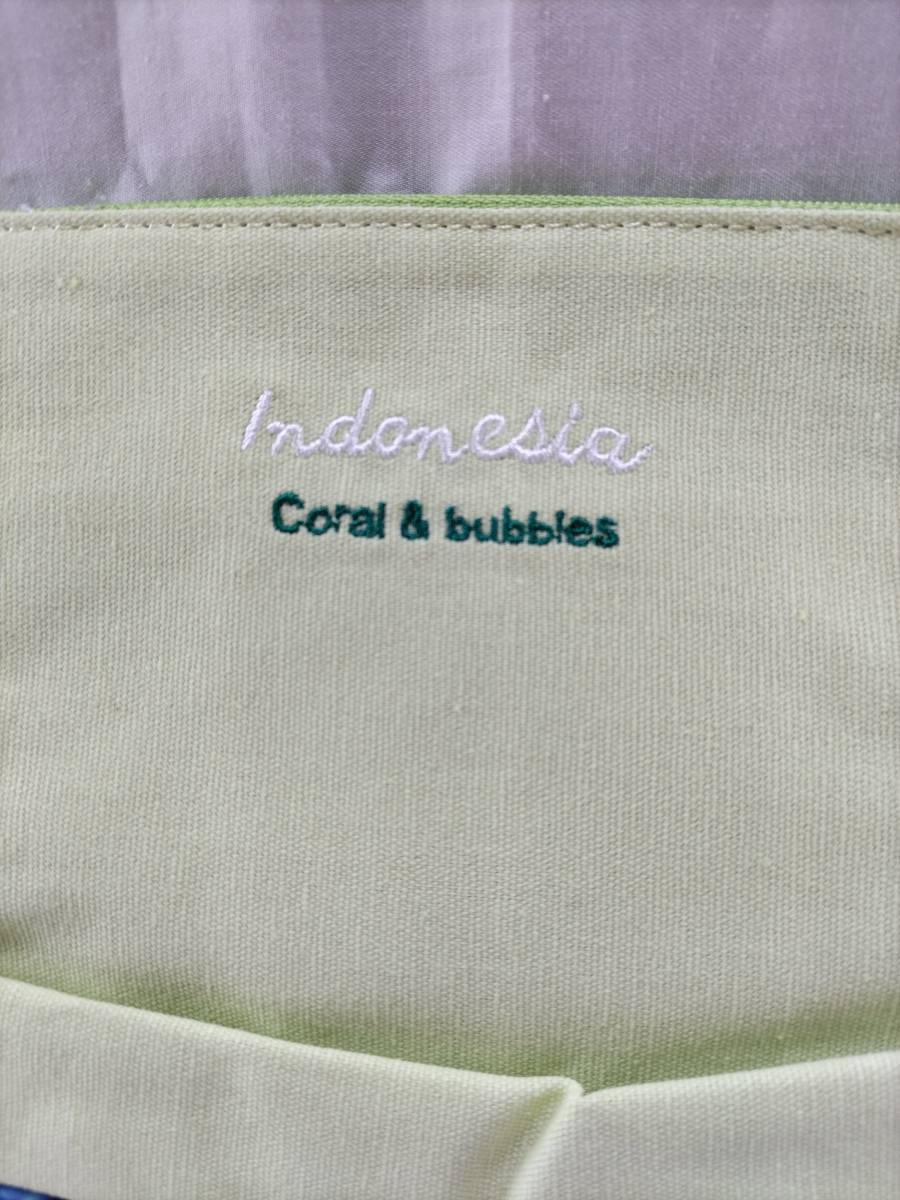 Indonesia
Coral & bubbles